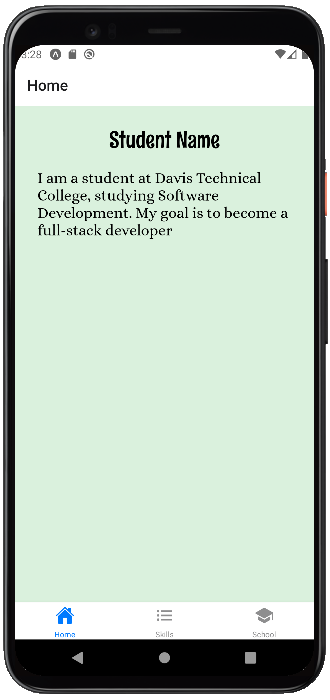 3:28
Home
Student Name
I am a student at Davis Technical
College, studying Software
Development. My goal is to become a
full-stack developer
Home
Skills
School